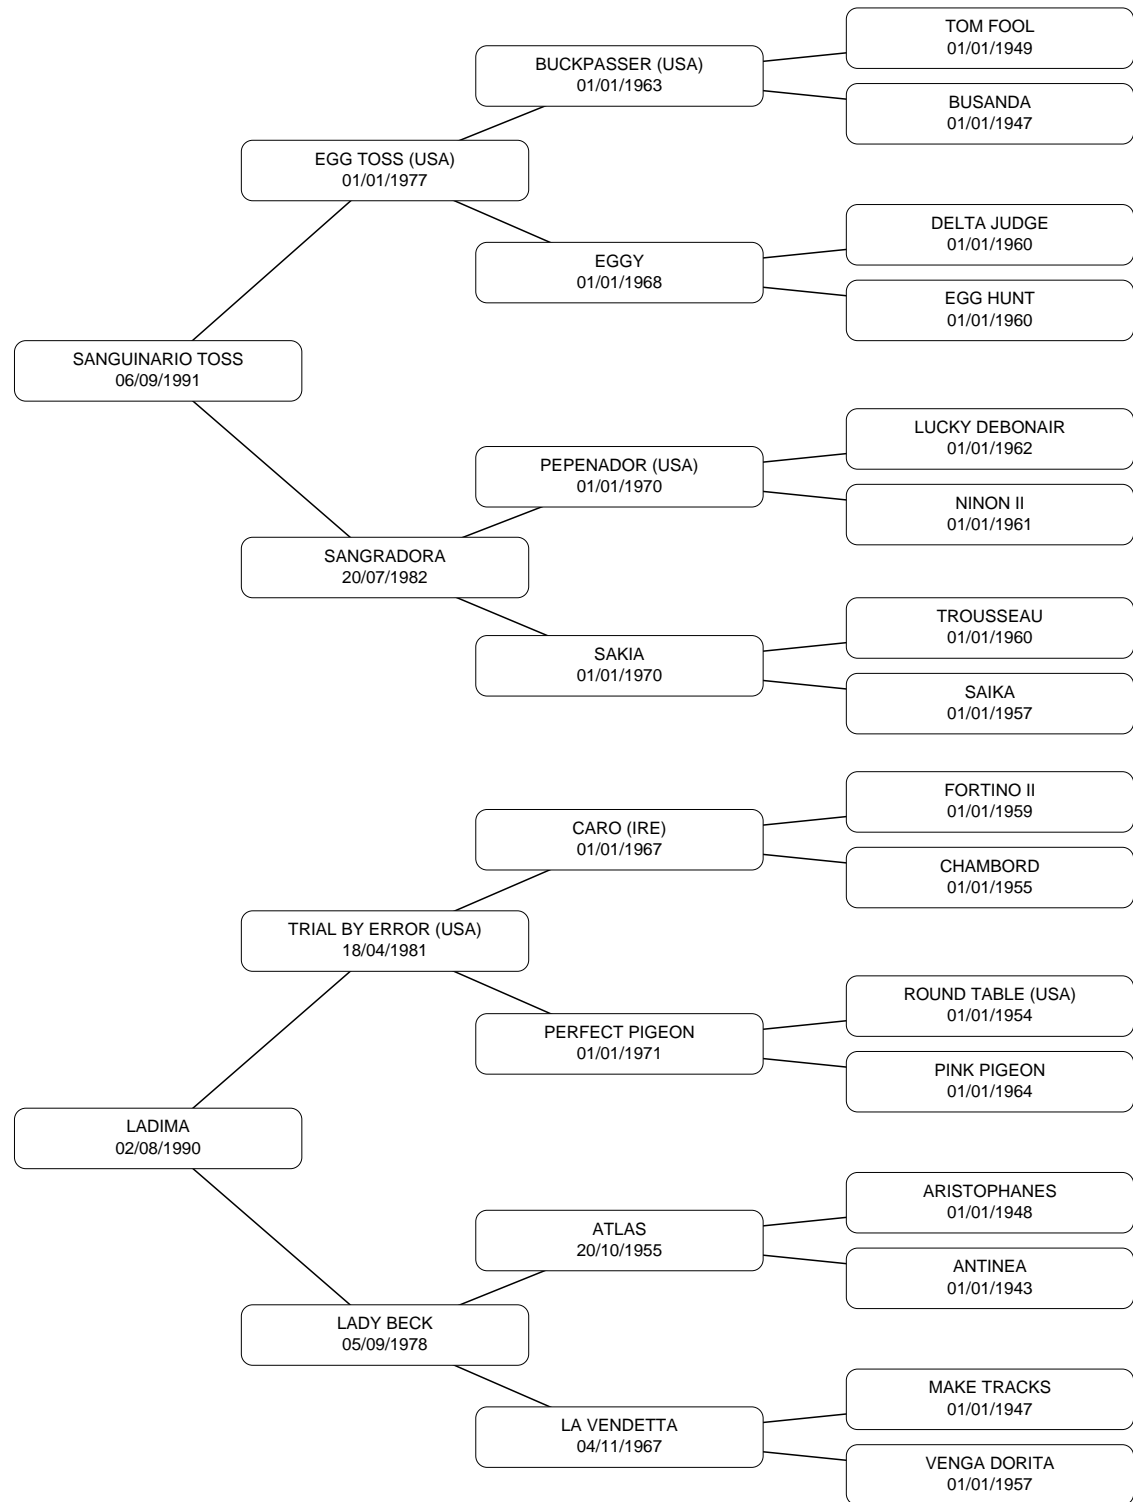 TOM FOOL
01/01/1949
BUCKPASSER (USA)
01/01/1963
BUSANDA
01/01/1947
EGG TOSS (USA)
01/01/1977
DELTA JUDGE
01/01/1960
EGGY
01/01/1968
EGG HUNT
01/01/1960
SANGUINARIO TOSS
06/09/1991
LUCKY DEBONAIR
01/01/1962
PEPENADOR (USA)
01/01/1970
NINON II
01/01/1961
SANGRADORA
20/07/1982
TROUSSEAU
01/01/1960
SAKIA
01/01/1970
SAIKA
01/01/1957
FORTINO II
01/01/1959
CARO (IRE)
01/01/1967
CHAMBORD
01/01/1955
TRIAL BY ERROR (USA)
18/04/1981
ROUND TABLE (USA)
01/01/1954
PERFECT PIGEON
01/01/1971
PINK PIGEON
01/01/1964
LADIMA
02/08/1990
ARISTOPHANES
01/01/1948
ATLAS
20/10/1955
ANTINEA
01/01/1943
LADY BECK
05/09/1978
MAKE TRACKS
01/01/1947
LA VENDETTA
04/11/1967
VENGA DORITA
01/01/1957